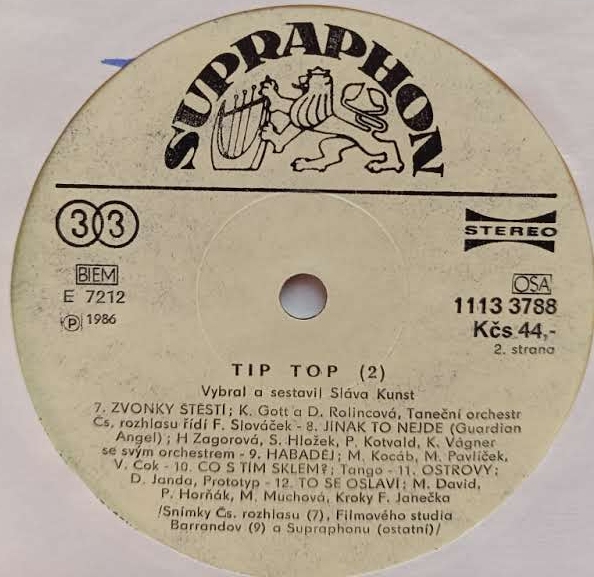 SUPRAPHON
33
STEREO
BIEM
E 7212
Ⓟ 1986
OSA
1113 3788
Kčs 44,-
2. strana
TIP TOP (2)
Vybral a sestavil Sláva Kunst
7. ZVONKY ŠTĚSTÍ; K. Gott a D. Rolincová, Taneční orchestr
Čs. rozhlasu řídí F. Slováček - 8. JINAK TO NEJDE (Guardian
Angel); H Zagorová, S. Hložek, P. Kotvald, K. Vágner
se svým orchestrem - 9. HABADĚJ; M. Kocáb, M. Pavlíček,
V. Čok - 10. CO S TÍM SKLEM?; Tango - 11. OSTROVY;
D. Janda, Prototyp - 12. TO SE OSLAVÍ; M. David,
P. Horňák, M. Muchová, Kroky F. Janečka
/Snímky Čs. rozhlasu (7), Filmového studia
Barrandov (9) a Supraphonu (ostatní)/